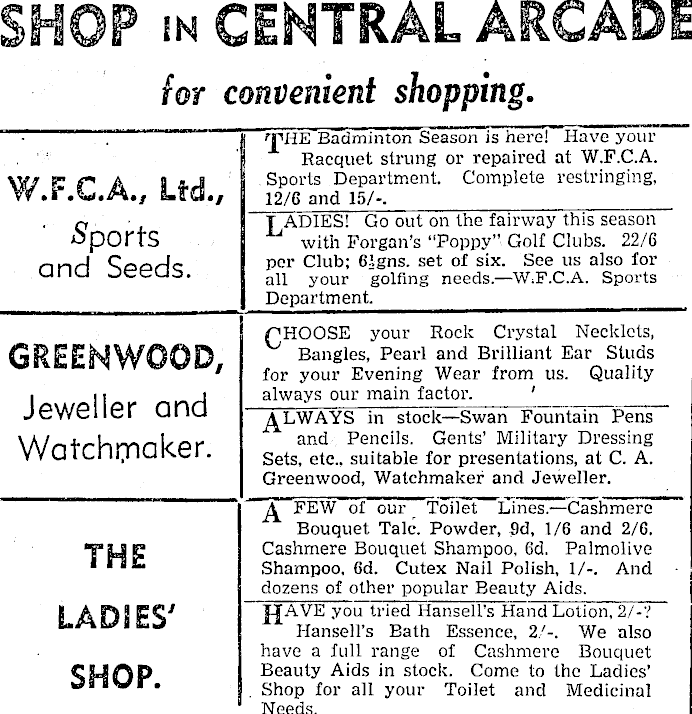 SHOP IN CENTRAL ARCADE
for convenient shopping.
W.F.C.A., Ltd.,
Sports
and Seeds.
THE Badminton Season is here! Have your
Racquet strung or repaired at W.F.C.A.
Sports Department. Complete restringing,
12/6 and 15/-.
LADIES! Go out on the fairway this season
with Forgan's "Poppy" Golf Clubs. 22/6
per Club; 6½gns. set of six. See us also for
all your golfing needs.—W.F.C.A. Sports
Department.
GREENWOOD,
Jeweller and
Watchmaker.
CHOOSE your Rock Crystal Necklets,
Bangles, Pearl and Brilliant Ear Studs
for your Evening Wear from us. Quality
always our main factor.
ALWAYS in stock—Swan Fountain Pens
and Pencils. Gents' Military Dressing
Sets, etc., suitable for presentations, at C. A.
Greenwood, Watchmaker and Jeweller.
THE
LADIES'
SHOP.
A FEW of our Toilet Lines.—Cashmere
Bouquet Talc. Powder, 9d, 1/6 and 2/6.
Cashmere Bouquet Shampoo, 6d. Palmolive
Shampoo, 6d. Cutex Nail Polish, 1/-. And
dozens of other popular Beauty Aids.
HAVE you tried Hansell's Hand Lotion, 2/-?
Hansell's Bath Essence, 2/-. We also
have a full range of Cashmere Bouquet
Beauty Aids in stock. Come to the Ladies'
Shop for all your Toilet and Medicinal
Needs.